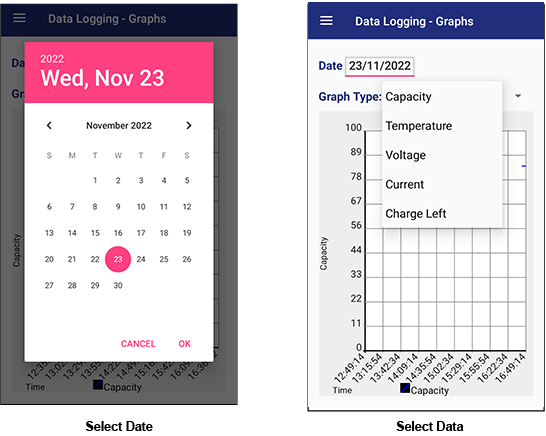 Data Logging - Graphs
2022
Wed, Nov 23
November 2022
S M T W T F S
1 2 3 4 5
6 7 8 9 10 11 12
13 14 15 16 17 18 19
20 21 22 23 24 25 26
27 28 29 30
CANCEL OK
Capacity
Time
Capacity
Select Date
Data Logging - Graphs
Date 23/11/2022
Graph Type:
Capacity
Temperature
Voltage
Current
Charge Left
100
89
78
67
56
44
33
22
11
0
Capacity
12:49:14
13:15:54
13:42:34
14:09:14
14:35:54
15:02:34
15:29:14
15:55:54
16:22:34
16:49:14
Time
Capacity
Select Data